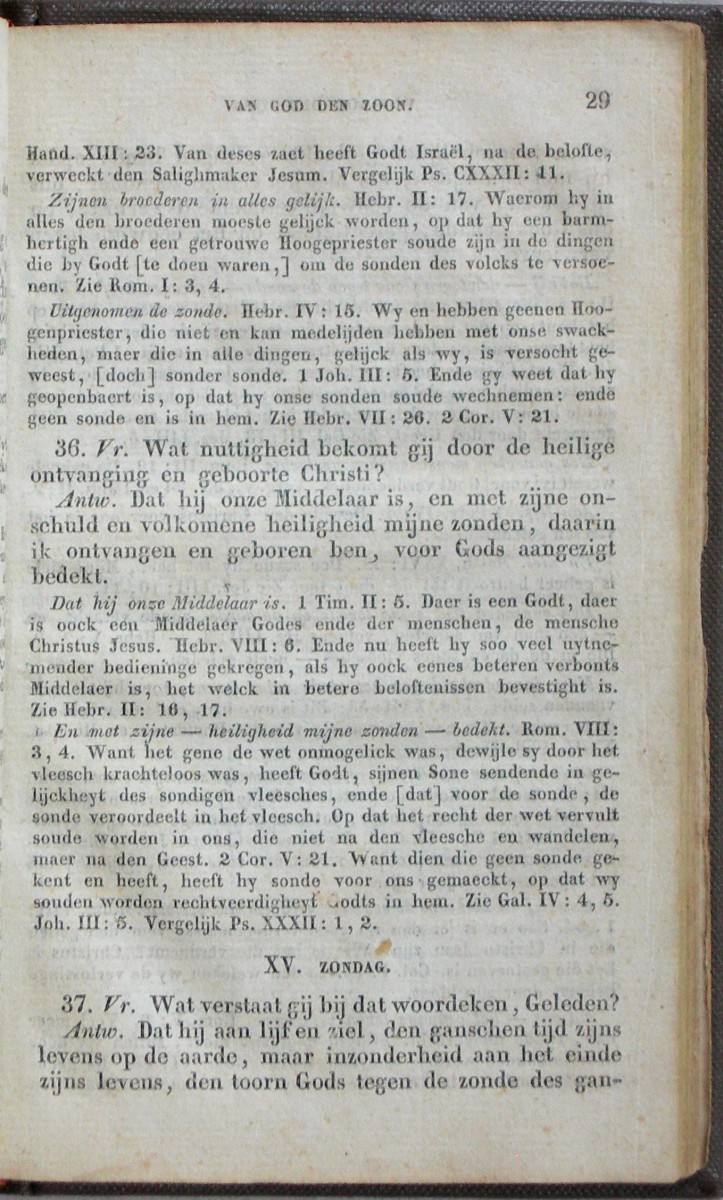 VAN GOD DEN ZOON. 29
Hand. XIII: 23. Van deses zaet heeft Godt Israël, na de belofte,
verweckt den Salighmaker Jesum. Vergelijk Ps. CXXXII: 11.
Zijnen broederen in alles gelijk. Hebr. II: 17. Waerom hy in
alles den broederen moeste gelijck worden, op dat hy een barm-
hertigh ende een getrouwe Hoogepriester soude zijn in de dingen
die by Godt [te doen waren,] om de sonden des volcks te versoe-
nen. Zie Rom. I: 3, 4.
Uitgenomen de zonde. Hebr. IV: 15. Wy en hebben geenen Hoo-
genpriester, die niet en kan medelijden hebben met onse swack-
heden, maer die in alle dingen, gelijck als wy, is versocht ge-
weest, [doch] sonder sonde. 1 Joh. III: 5. Ende gy weet dat hy
geopenbaert is, op dat hy onse sonden soude wechnemen: ende
geen sonde en is in hem. Zie Hebr. VII: 26. 2 Cor. V: 21.
36. Vr. Wat nuttigheid bekomt gij door de heilige
ontvanging en geboorte Christi?
Antw. Dat hij onze Middelaar is, en met zijne on-
schuld en volkomene heiligheid mijne zonden, daarin
ik ontvangen en geboren ben, voor Gods aangezigt
bedekt.
Dat hij onze Middelaar is. 1 Tim. II: 5. Daer is een Godt, daer
is oock een Middelaer Godes ende der menschen, de mensche
Christus Jesus. Hebr. VIII: 6. Ende nu heeft hy soo veel uytne-
mender bedieninge gekregen, als hy oock eenes beteren verbonts
Middelaer is, het welck in betere beloftenissen bevestight is.
Zie Hebr. II: 16, 17.
En met zijne — heiligheid mijne zonden — bedekt. Rom. VIII:
3, 4. Want het gene de wet onmogelick was, dewijle sy door het
vleesch krachteloos was, heeft Godt, sijnen Sone sendende in ge-
lijckheyt des sondigen vleesches, ende [dat] voor de sonde, de
sonde veroordeelt in het vleesch. Op dat het recht der wet vervult
soude worden in ons, die niet na den vleesche en wandelen,
maer na den Geest. 2 Cor. V: 21. Want dien die geen sonde ge-
kent en heeft, heeft hy sonde voor ons gemaeckt, op dat wy
souden worden rechtveerdigheyt Godts in hem. Zie Gal. IV: 4, 5.
Joh. III: 5. Vergelijk Ps. XXXII: 1, 2.
XV. ZONDAG.
37. Vr. Wat verstaat gij bij dat woordeken, Geleden?
Antw. Dat hij aan lijf en ziel, den ganschen tijd zijns
levens op de aarde, maar inzonderheid aan het einde
zijns levens, den toorn Gods tegen de zonde des gan-